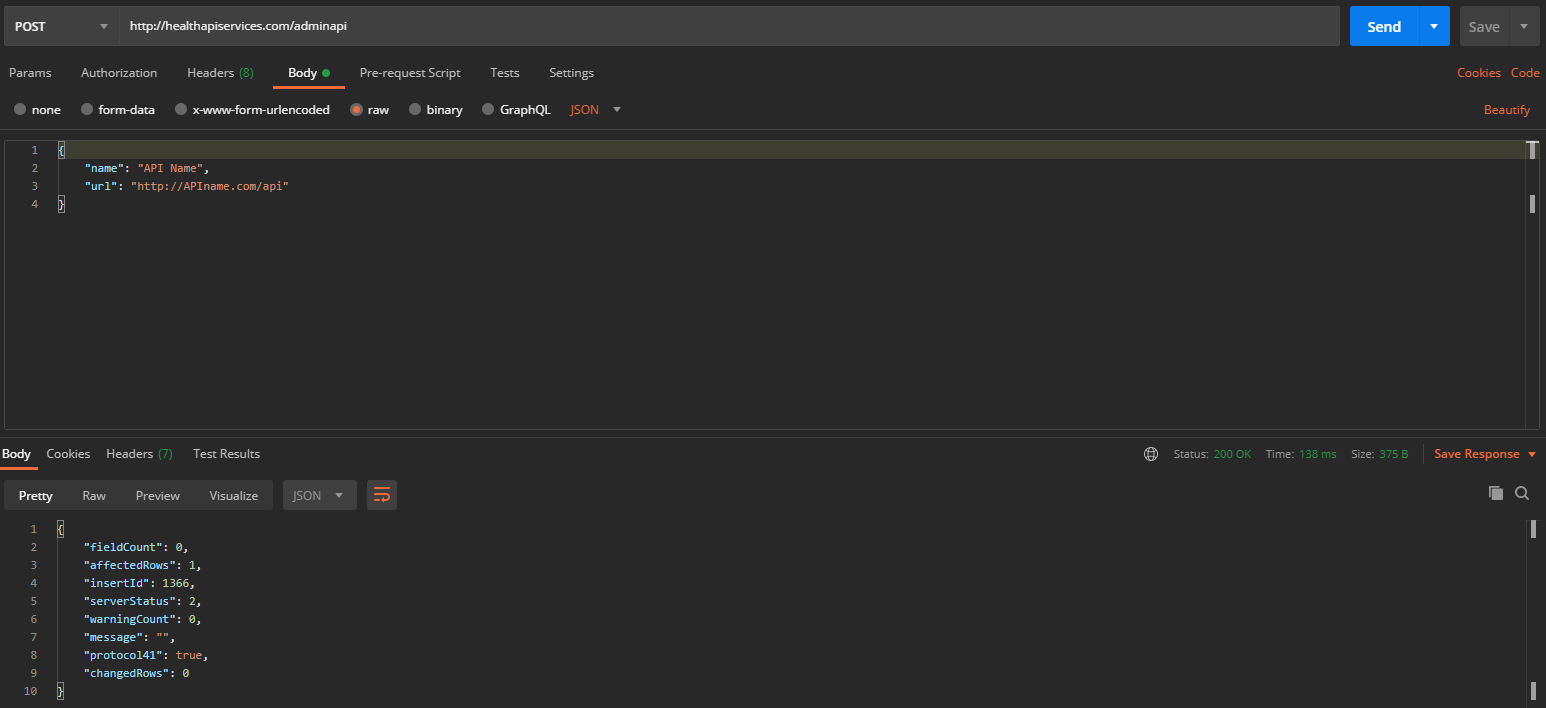 POST http://healthapiservices.com/adminapi Send Save
Params Authorization Headers (8) Body Pre-request Script Tests Settings Cookies Code
none form-data x-www-form-urlencoded raw binary GraphQL JSON Beautify
1 {
2 "name": "API Name",
3 "url": "http://APIname.com/api"
4 }
Body Cookies Headers (7) Test Results Status: 200 OK Time: 138 ms Size: 375 B Save Response
Pretty Raw Preview Visualize JSON
1 {
2 "fieldCount": 0,
3 "affectedRows": 1,
4 "insertId": 1366,
5 "serverStatus": 2,
6 "warningCount": 0,
7 "message": "",
8 "protocol41": true,
9 "changedRows": 0
10 }